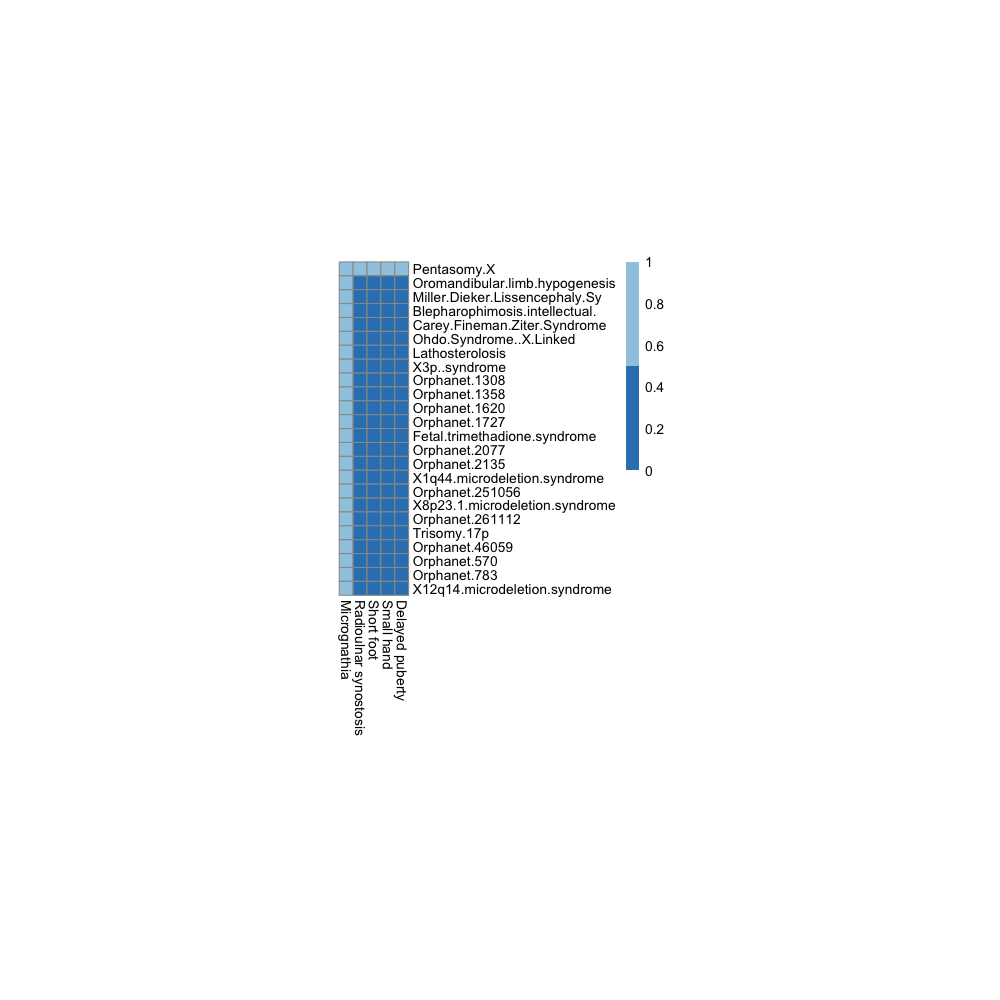 Pentasomy.X
Oromandibular.limb.hypogenesis
Miller.Dieker.Lissencephaly.Sy
Blepharophimosis.intellectual.
Carey.Fineman.Ziter.Syndrome
Ohdo.Syndrome..X.Linked
Lathosterolosis
X3p..syndrome
Orphanet.1308
Orphanet.1358
Orphanet.1620
Orphanet.1727
Fetal.trimethadione.syndrome
Orphanet.2077
Orphanet.2135
X1q44.microdeletion.syndrome
Orphanet.251056
X8p23.1.microdeletion.syndrome
Orphanet.261112
Trisomy.17p
Orphanet.46059
Orphanet.570
Orphanet.783
X12q14.microdeletion.syndrome
1
0.8
0.6
0.4
0.2
0
Micrognathia
Radioulnar synostosis
Short foot
Small hand
Delayed puberty